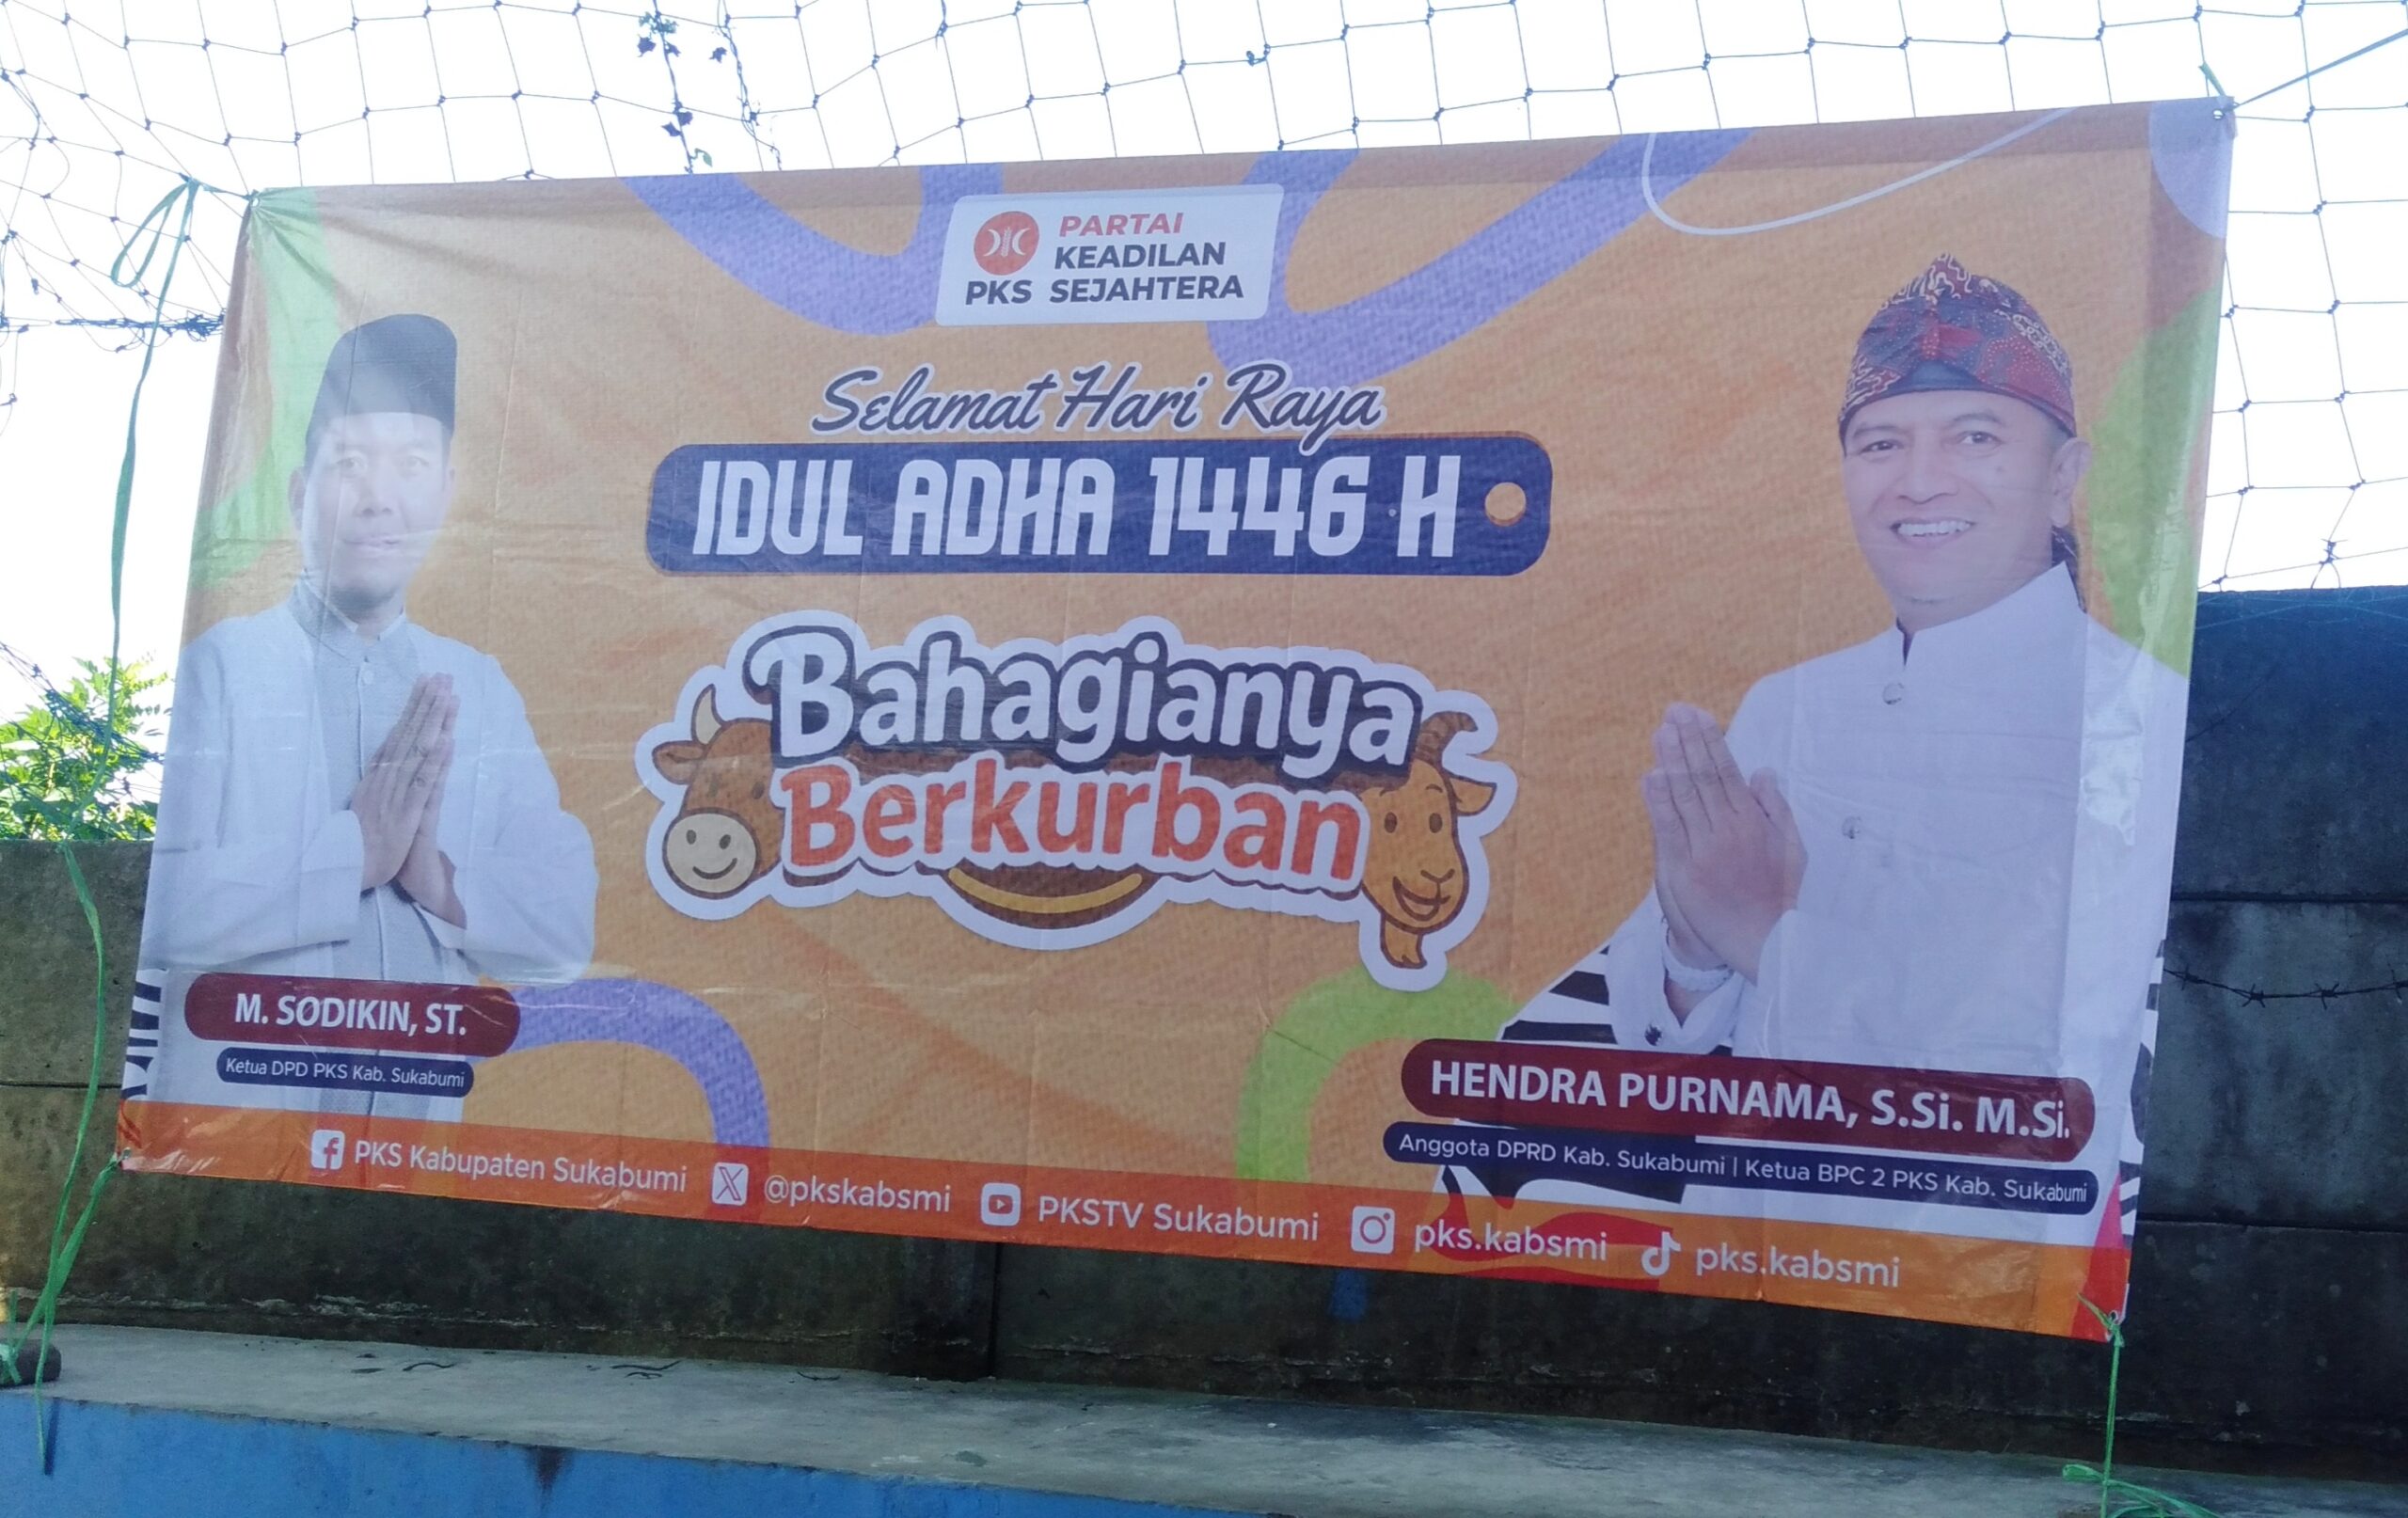 PARTAI
KEADILAN
PKS SEJAHTERA
Selamat Hari Raya
IDUL ADHA 1446 H
Bahagianya
Berkurban
M. SODIKIN, ST.
Ketua DPD PKS Kab. Sukabumi
HENDRA PURNAMA, S.Si. M.Si.
Anggota DPRD Kab. Sukabumi | Ketua BPC 2 PKS Kab. Sukabumi
PKS Kabupaten Sukabumi @pkskabsmi PKSTV Sukabumi pks.kabsmi pks.kabsmi